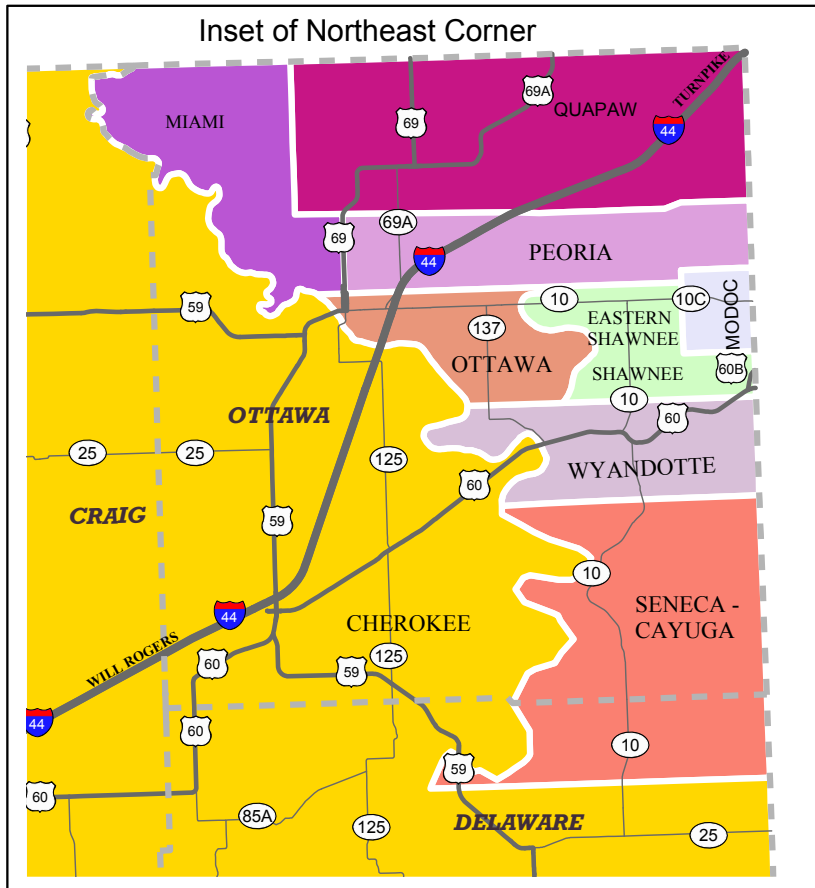 Inset of Northeast Corner
TURNPIKE
69A
QUAPAW
MIAMI
69
44
69A
69
44
PEORIA
59
10
10C
MODOC
137
EASTERN
SHAWNEE
OTTAWA
SHAWNEE
60B
10
OTTAWA
60
25
25
125
WYANDOTTE
60
CRAIG
59
10
44
CHEROKEE
SENECA -
CAYUGA
WILL ROGERS
60
125
59
44
60
10
59
60
85A
125
DELAWARE
25